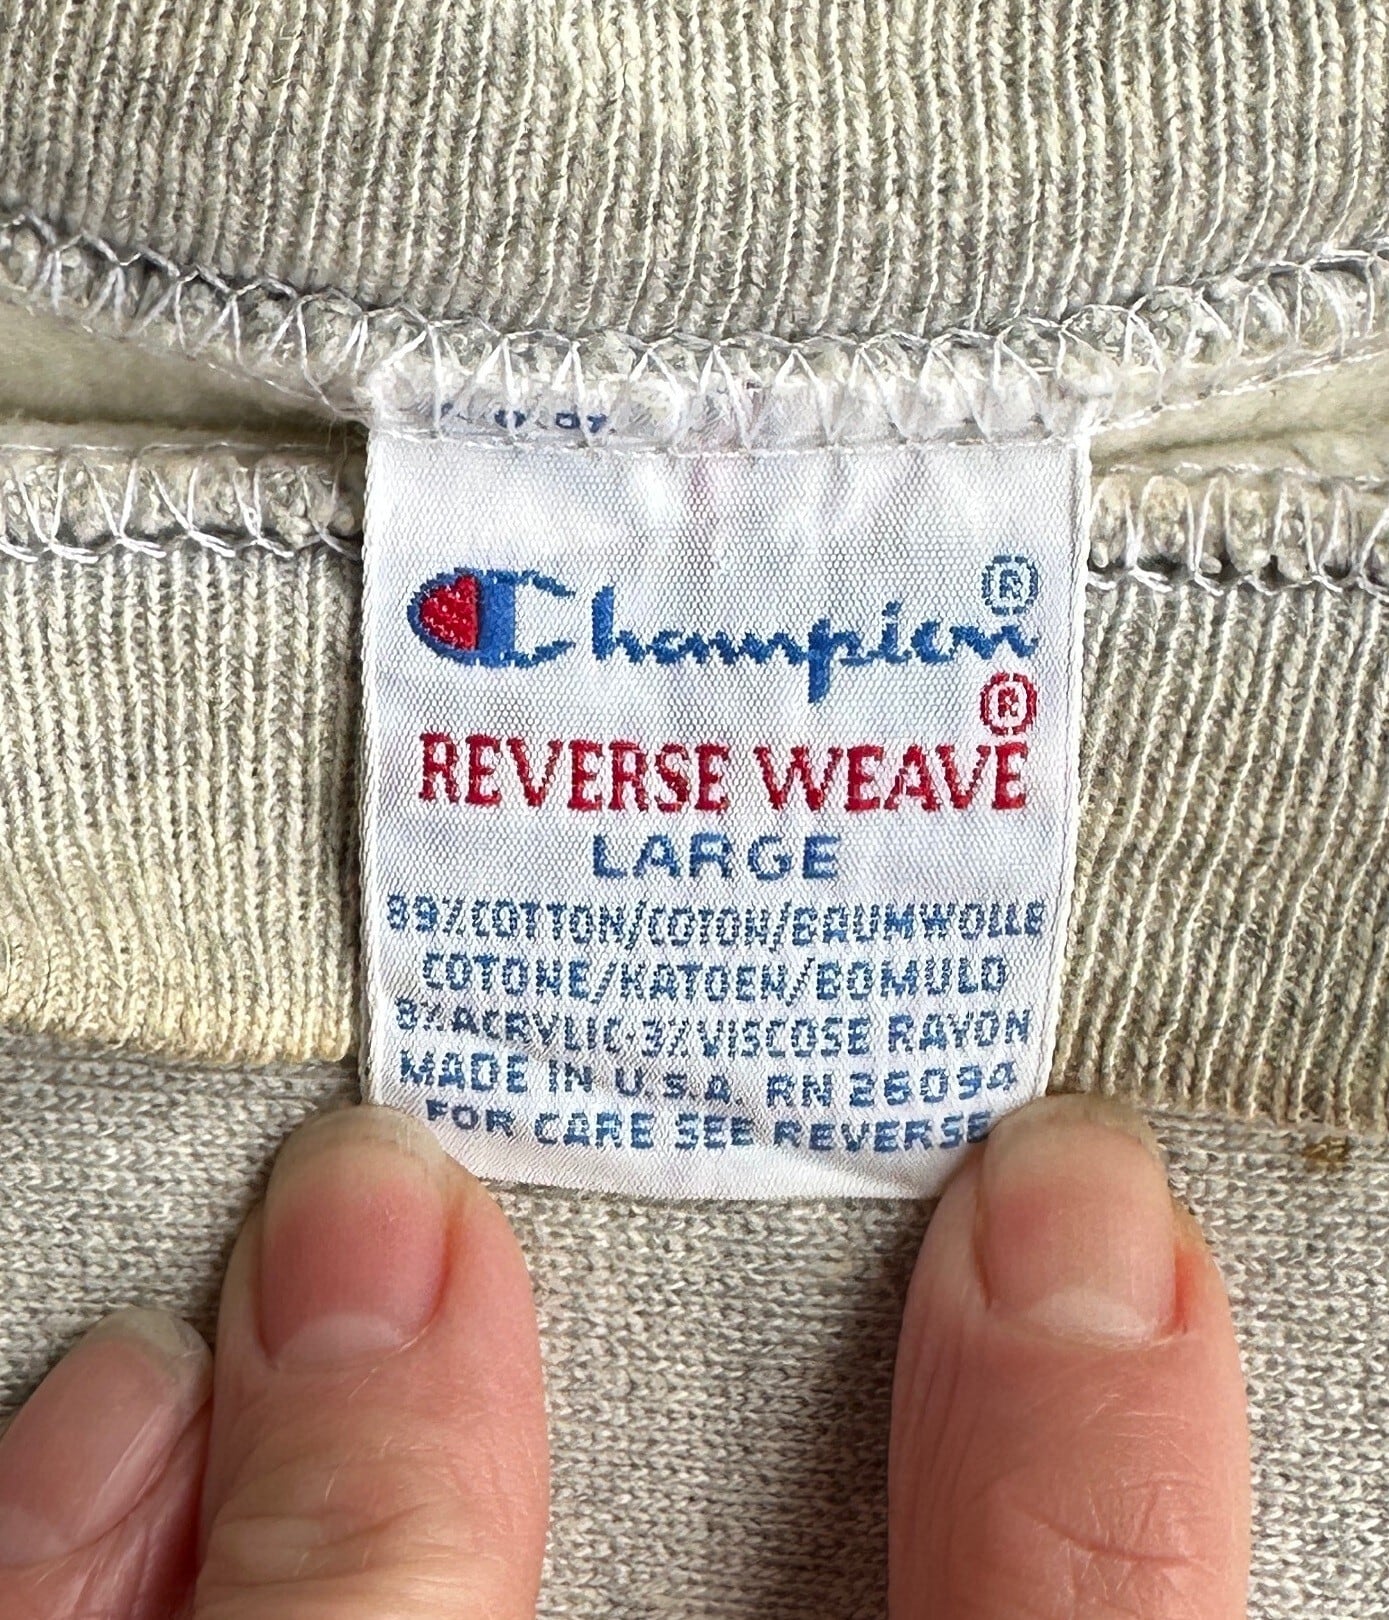 Champion®
REVERSE WEAVE®
LARGE
89%COTTON/COTON/BAUMWOLLE
COTONE/KATOEN/BOMULD
8%ACRYLIC·3%VISCOSE RAYON
MADE IN U.S.A. RN 26094
FOR CARE SEE REVERSE